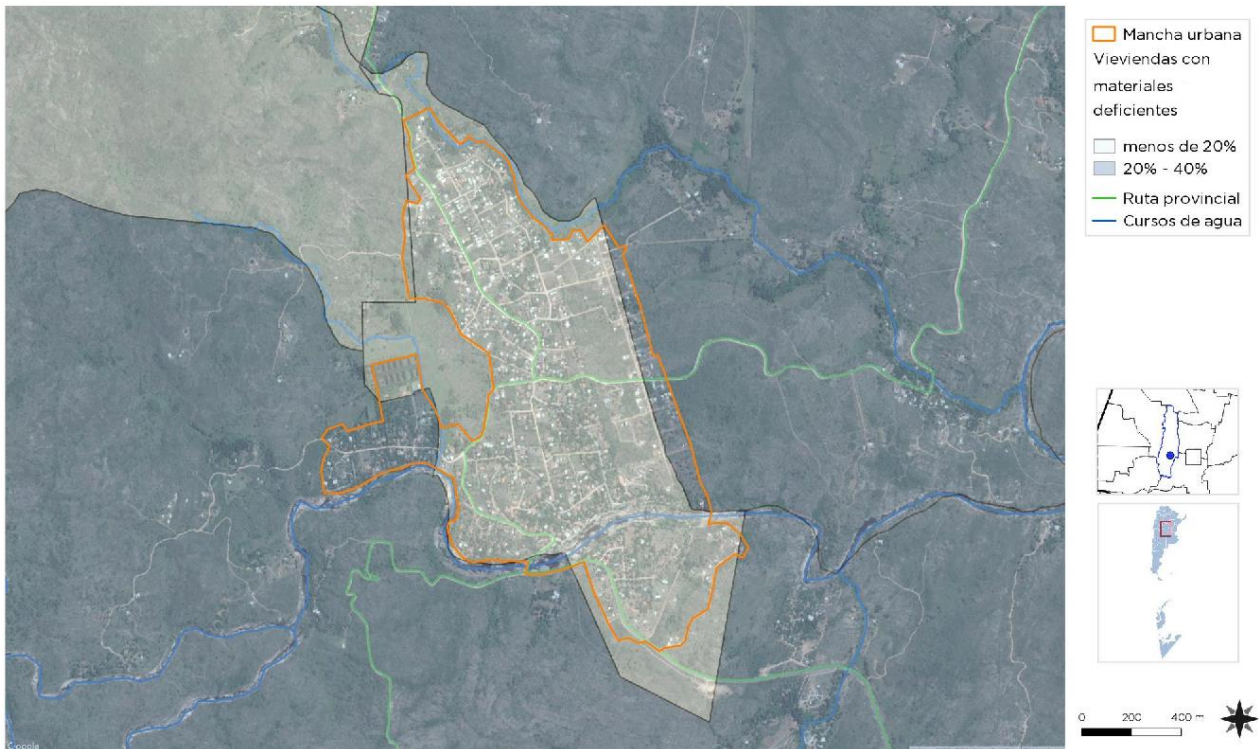 Mancha urbana
Vieviendas con
materiales
deficientes
menos de 20%
20% - 40%
Ruta provincial
Cursos de agua
0 200 400 m
Google